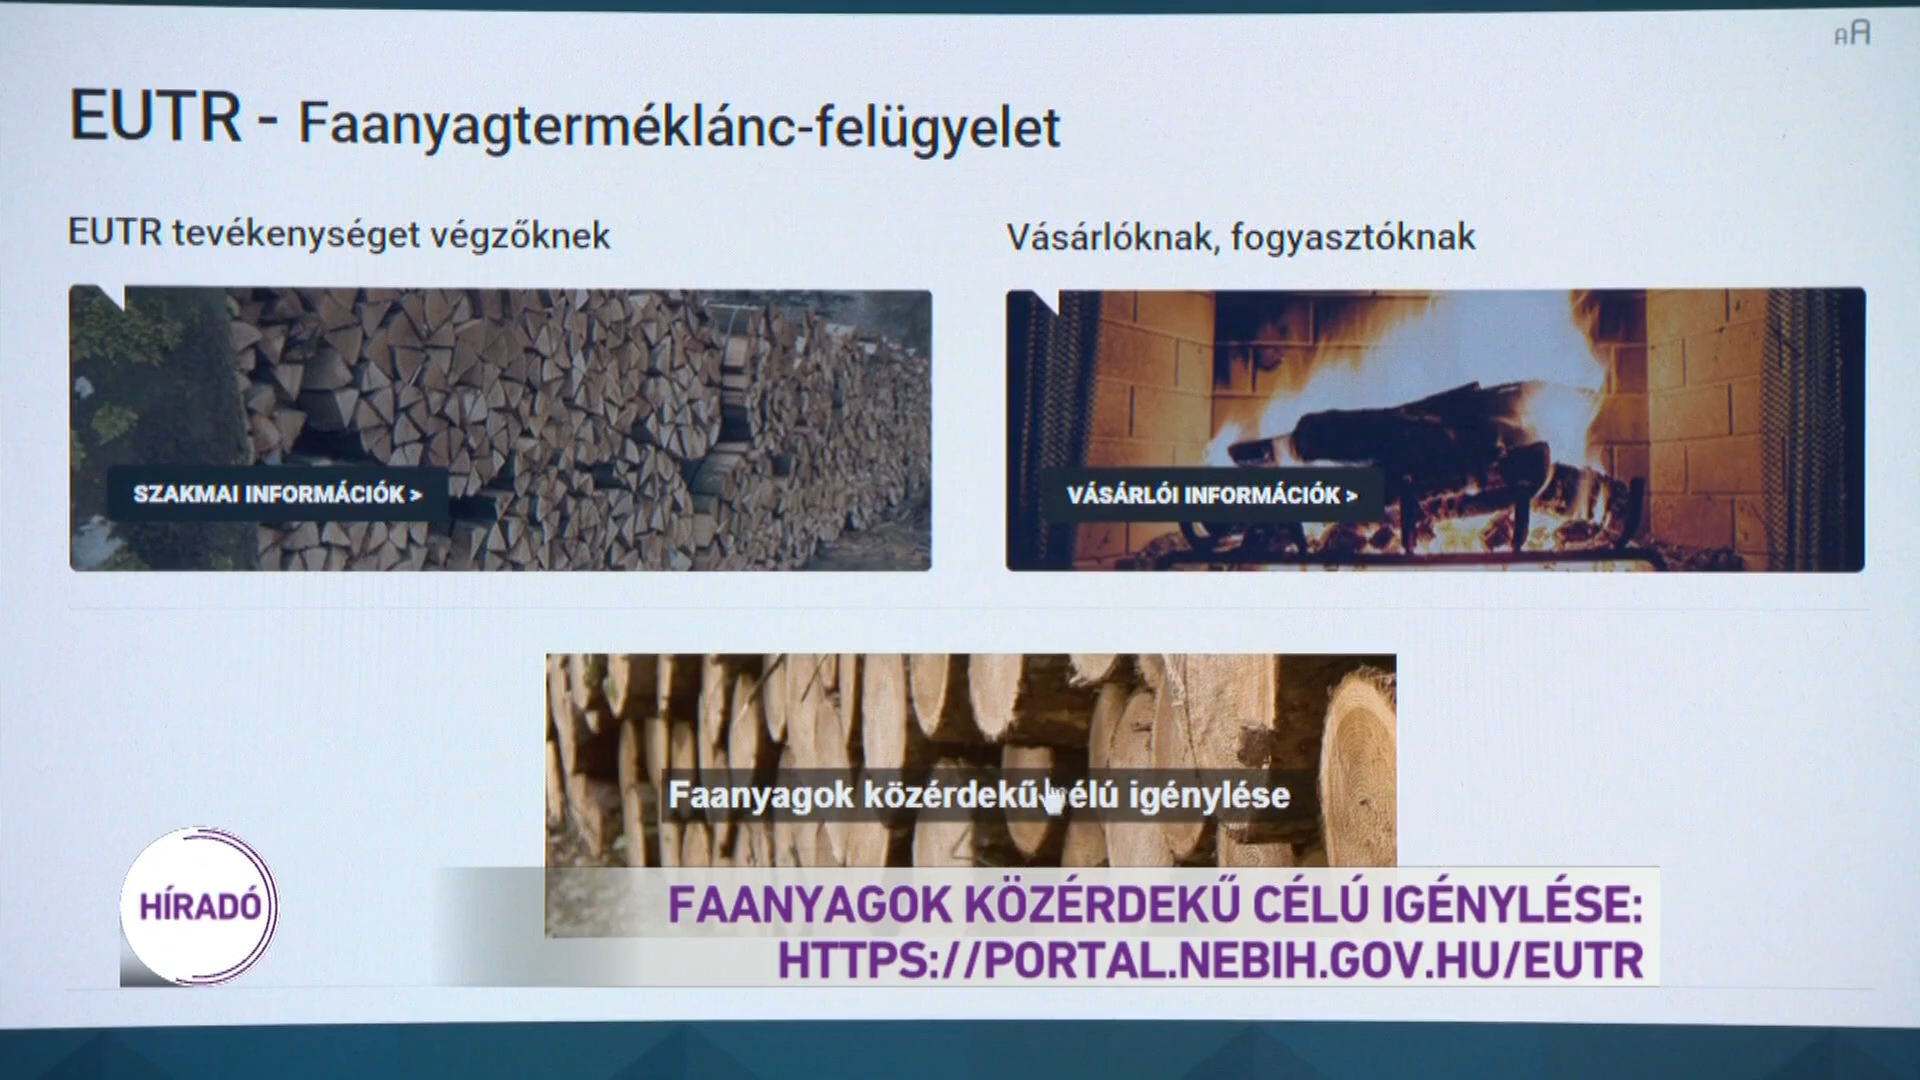 AA
EUTR - Faanyagterméklánc-felügyelet
EUTR tevékenységet végzőknek
Vásárlóknak, fogyasztóknak
SZAKMAI INFORMÁCIÓK >
VÁSÁRLÓI INFORMÁCIÓK >
Faanyagok közérdekű célú igénylése
HÍRADÓ
FAANYAGOK KÖZÉRDEKŰ CÉLÚ IGÉNYLÉSE:
HTTPS://PORTAL.NEBIH.GOV.HU/EUTR